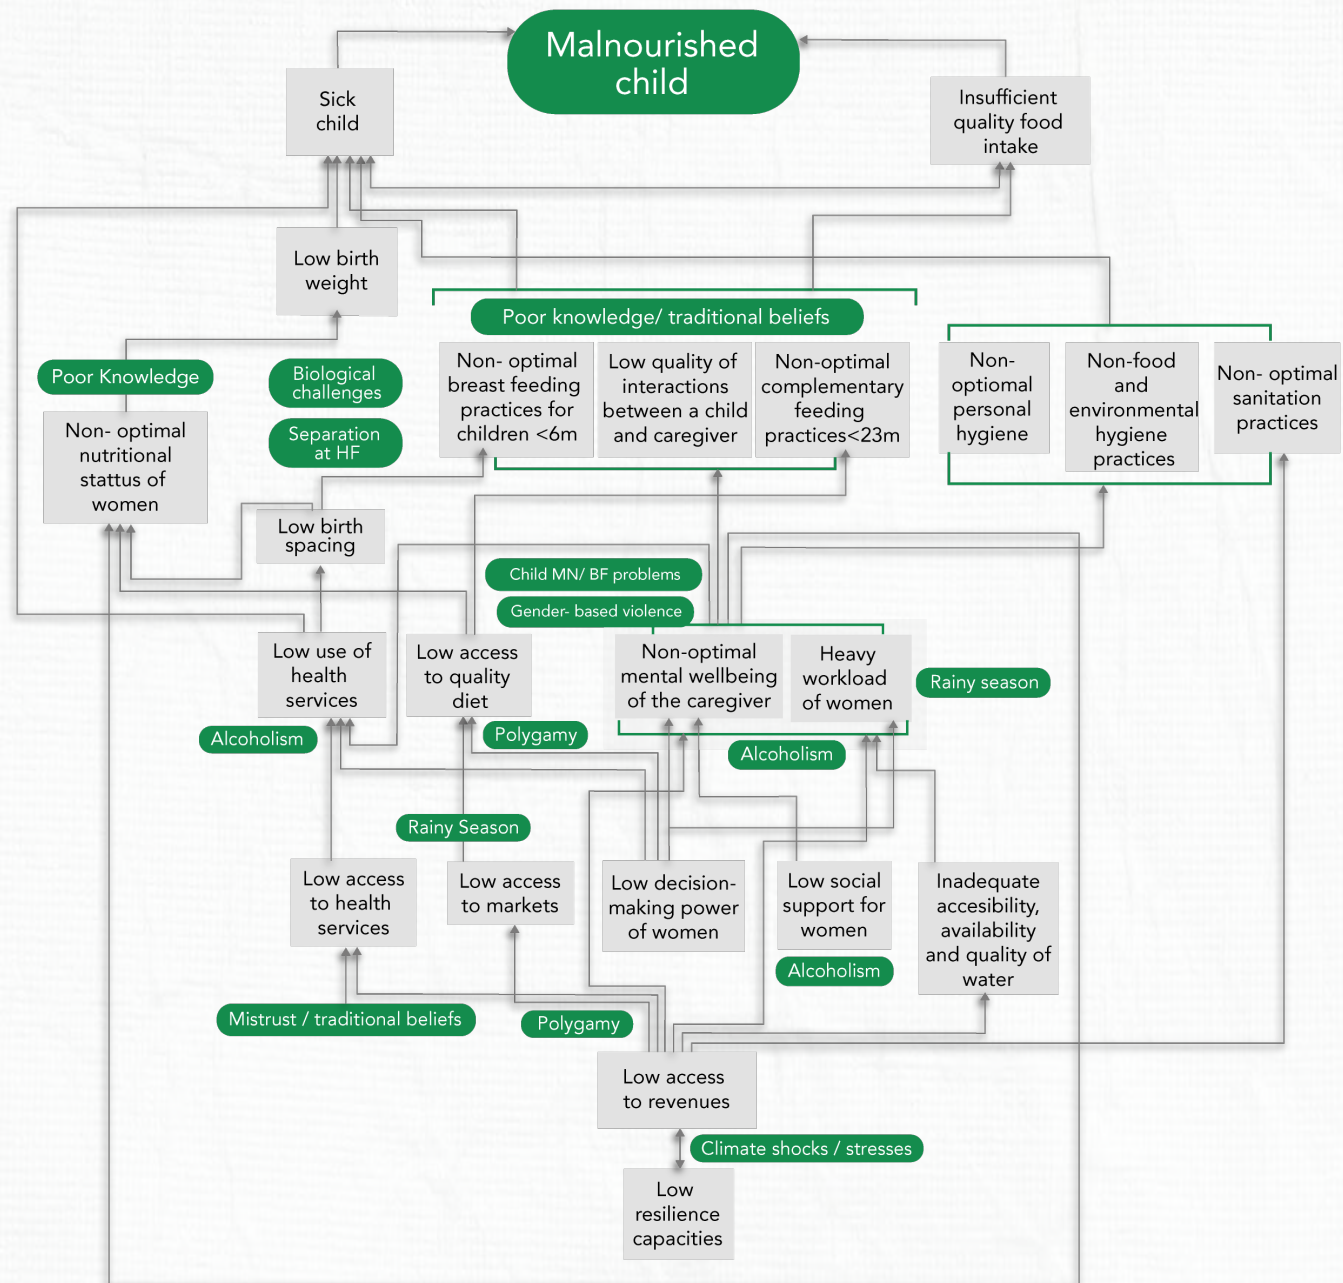 Malnourished
child
Sick
child
Insufficient
quality food
intake
Low birth
weight
Poor knowledge/ traditional beliefs
Poor Knowledge
Biological
challenges
Separation
at HF
Non- optimal
breast feeding
practices for
children <6m
Low quality of
interactions
between a child
and caregiver
Non-optimal
complementary
feeding
practices<23m
Non-
optiomal
personal
hygiene
Non-food
and
environmental
hygiene
practices
Non- optimal
sanitation
practices
Non- optimal
nutritional
stattus of
women
Low birth
spacing
Child MN/ BF problems
Gender- based violence
Low use of
health
services
Low access
to quality
diet
Non-optimal
mental wellbeing
of the caregiver
Heavy
workload
of women
Rainy season
Alcoholism
Polygamy
Alcoholism
Rainy Season
Low access
to health
services
Low access
to markets
Low decision-
making power
of women
Low social
support for
women
Inadequate
accesibility,
availability
and quality of
water
Alcoholism
Mistrust / traditional beliefs
Polygamy
Low access
to revenues
Climate shocks / stresses
Low
resilience
capacities